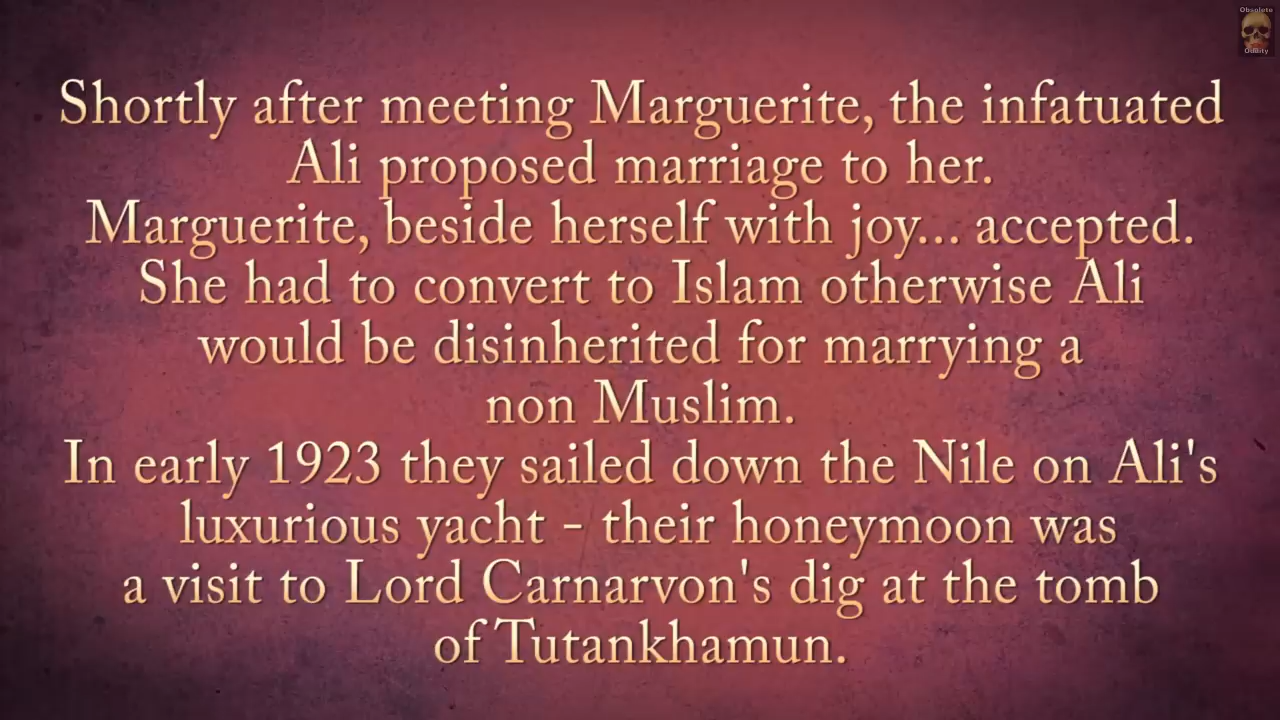 Obsolete
Oddity
Shortly after meeting Marguerite, the infatuated
Ali proposed marriage to her.
Marguerite, beside herself with joy... accepted.
She had to convert to Islam otherwise Ali
would be disinherited for marrying a
non Muslim.
In early 1923 they sailed down the Nile on Ali's
luxurious yacht - their honeymoon was
a visit to Lord Carnarvon's dig at the tomb
of Tutankhamun.